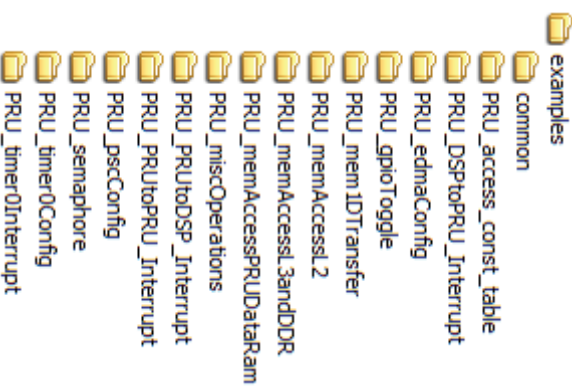 examples
common
PRU_access_const_table
PRU_DSPtoPRU_Interrupt
PRU_edmaConfig
PRU_gpioToggle
PRU_mem1DTransfer
PRU_memAccessL2
PRU_memAccessL3andDDR
PRU_memAccessPRUDataRam
PRU_miscOperations
PRU_PRUtoDSP_Interrupt
PRU_PRUtoPRU_Interrupt
PRU_pscConfig
PRU_semaphore
PRU_timer0Config
PRU_timer0Interrupt